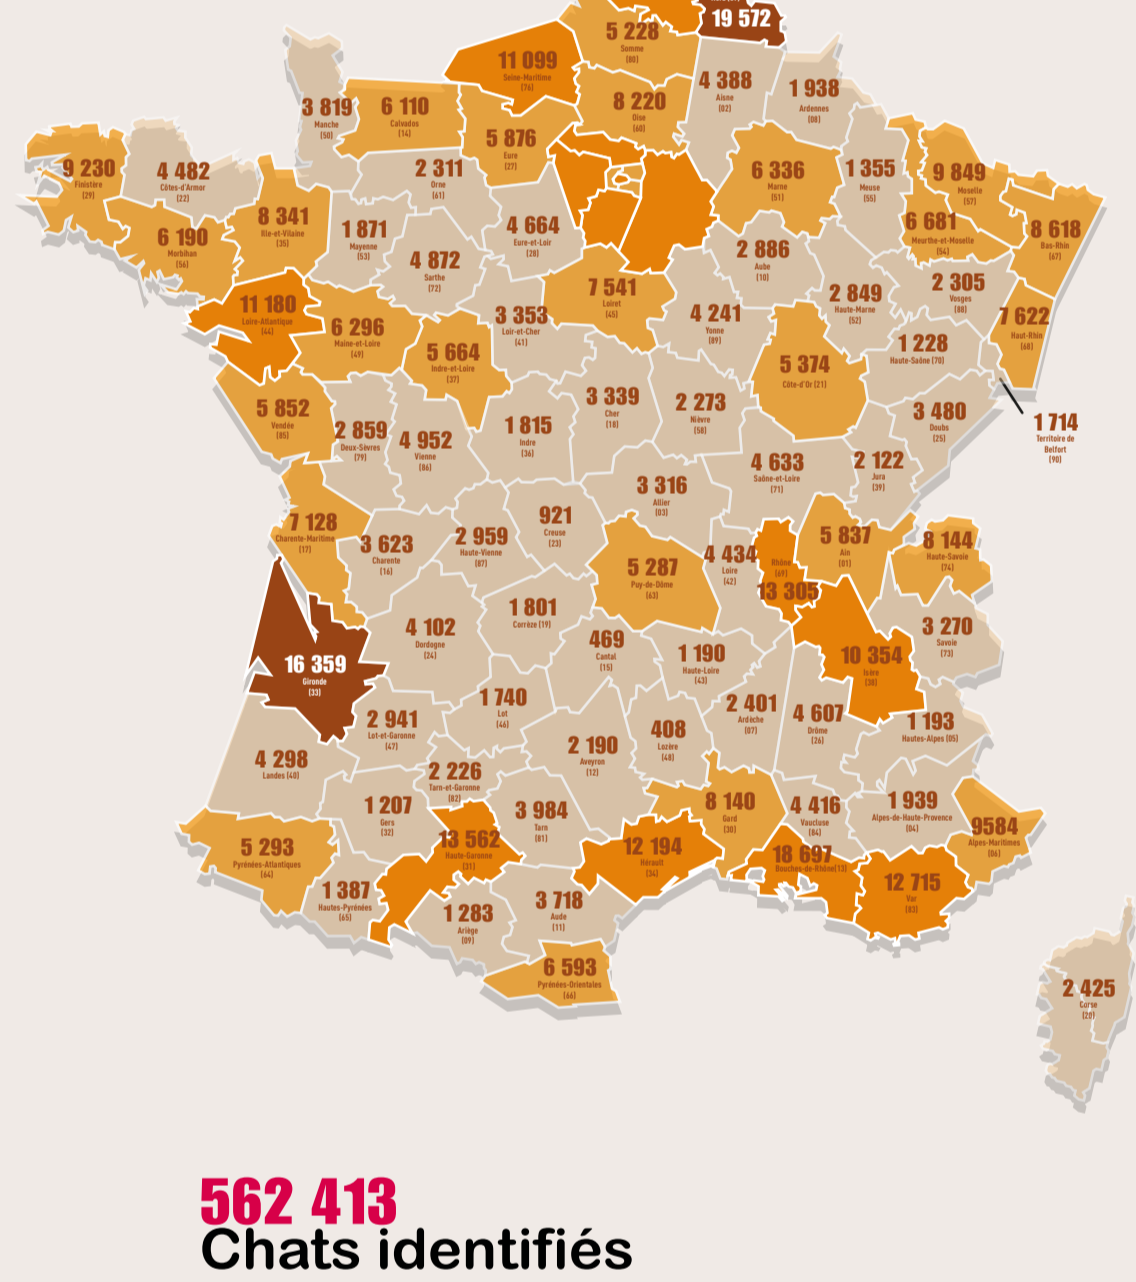 19 572
5 228
Somme
(80)
11 099
Seine-Maritime
(76)
8 220
Oise
(60)
4 388
Aisne
(02)
1 938
Ardennes
(08)
3 819
Manche
(50)
6 110
Calvados
(14)
5 876
Eure
(27)
9 230
Finistère
(29)
4 482
Côtes-d'Armor
(22)
2 311
Orne
(61)
6 336
Marne
(51)
1 355
Meuse
(55)
9 849
Moselle
(57)
8 341
Ille-et-Vilaine
(35)
6 190
Morbihan
(56)
1 871
Mayenne
(53)
4 872
Sarthe
(72)
4 664
Eure-et-Loir
(28)
2 886
Aube
(10)
6 681
Meurthe-et-Moselle
(54)
8 618
Bas-Rhin
(67)
11 180
Loire-Atlantique
(44)
6 296
Maine-et-Loire
(49)
5 664
Indre-et-Loire
(37)
3 353
Loir-et-Cher
(41)
7 541
Loiret
(45)
4 241
Yonne
(89)
2 849
Haute-Marne
(52)
2 305
Vosges
(88)
7 622
Haut-Rhin
(68)
1 228
Haute-Saône (70)
5 374
Côte-d'Or (21)
5 852
Vendée
(85)
2 859
Deux-Sèvres
(79)
4 952
Vienne
(86)
1 815
Indre
(36)
3 339
Cher
(18)
2 273
Nièvre
(58)
3 480
Doubs
(25)
1 714
Territoire de
Belfort
(90)
4 633
Saône-et-Loire
(71)
2 122
Jura
(39)
3 316
Allier
(03)
7 128
Charente-Maritime
(17)
3 623
Charente
(16)
2 959
Haute-Vienne
(87)
921
Creuse
(23)
5 287
Puy-de-Dôme
(63)
4 434
Loire
(42)
Rhône
(69)
13 305
5 837
Ain
(01)
8 144
Haute-Savoie
(74)
4 102
Dordogne
(24)
1 801
Corrèze (19)
469
Cantal
(15)
1 190
Haute-Loire
(43)
10 354
Isère
(38)
3 270
Savoie
(73)
16 359
Gironde
(33)
2 941
Lot-et-Garonne
(47)
1 740
Lot
(46)
2 190
Aveyron
(12)
408
Lozère
(48)
2 401
Ardèche
(07)
4 607
Drôme
(26)
1 193
Hautes-Alpes (05)
4 298
Landes (40)
2 226
Tarn-et-Garonne
(82)
1 207
Gers
(32)
3 984
Tarn
(81)
8 140
Gard
(30)
4 416
Vaucluse
(84)
1 939
Alpes-de-Haute-Provence
(04)
9584
Alpes-Maritimes
(06)
5 293
Pyrénées-Atlantiques
(64)
13 562
Haute-Garonne
(31)
12 194
Hérault
(34)
18 697
Bouches-de-Rhône(13)
12 715
Var
(83)
1 387
Hautes-Pyrénées
(65)
1 283
Ariège
(09)
3 718
Aude
(11)
6 593
Pyrénées-Orientales
(66)
2 425
Corse
(20)
562 413
Chats identifiés